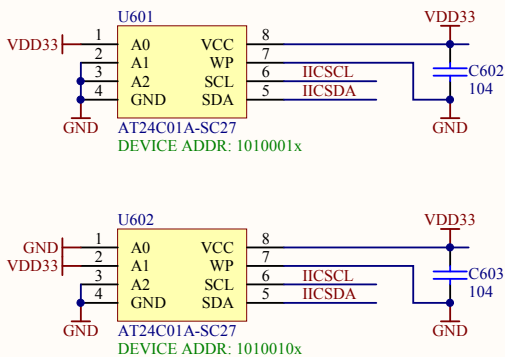 U601
VDD33
VDD33
1 A0 VCC 8
2 A1 WP 7
3 A2 SCL 6 IICSCL
4 GND SDA 5 IICSDA
C602
104
GND
GND
AT24C01A-SC27
DEVICE ADDR: 1010001x
U602
VDD33
GND 1 A0 VCC 8
VDD33 2 A1 WP 7
3 A2 SCL 6 IICSCL
4 GND SDA 5 IICSDA
C603
104
GND
GND
AT24C01A-SC27
DEVICE ADDR: 1010010x